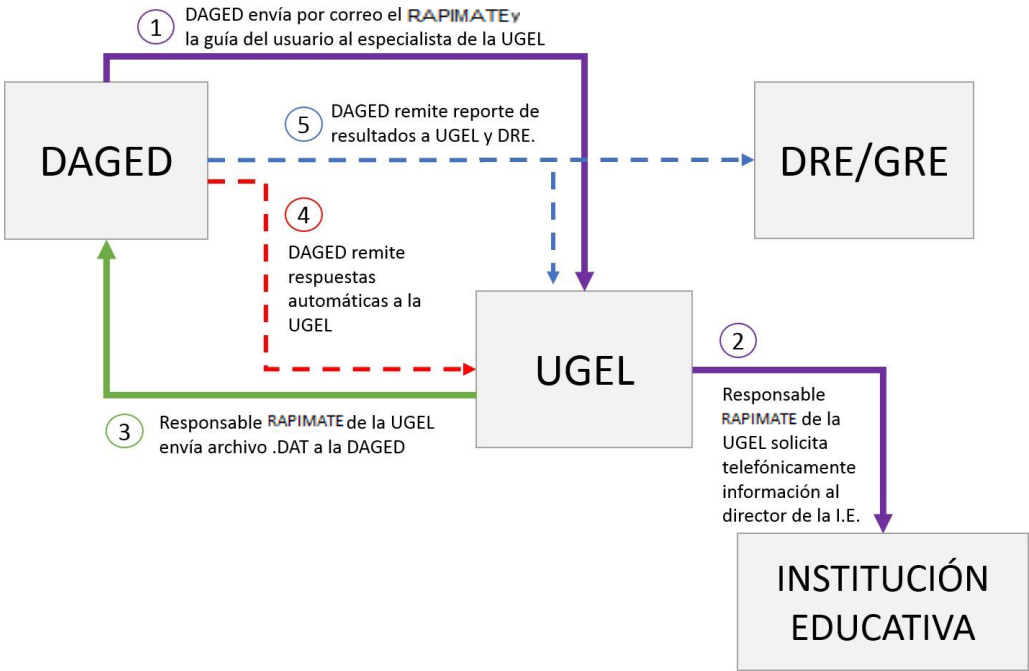 1
DAGED envía por correo el RAPIMATE y
la guía del usuario al especialista de la UGEL
DAGED
5
DAGED remite reporte de
resultados a UGEL y DRE.
DRE/GRE
4
DAGED remite
respuestas
automáticas a la
UGEL
UGEL
2
Responsable
RAPIMATE de la
UGEL solicita
telefónicamente
información al
director de la I.E.
3
Responsable RAPIMATE de la UGEL
envía archivo .DAT a la DAGED
INSTITUCIÓN
EDUCATIVA